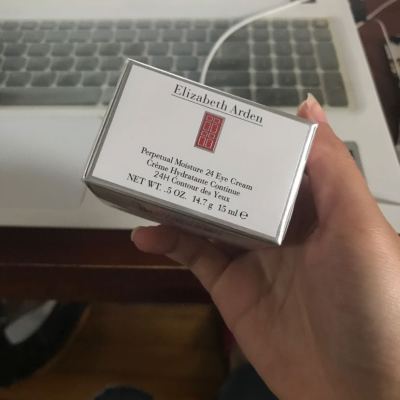 Elizabeth Arden
Perpetual Moisture 24 Eye Cream
Crème Hydratante Continue
24H Contour des Yeux
NET WT. .5 OZ. 14.7 g 15 ml ℮